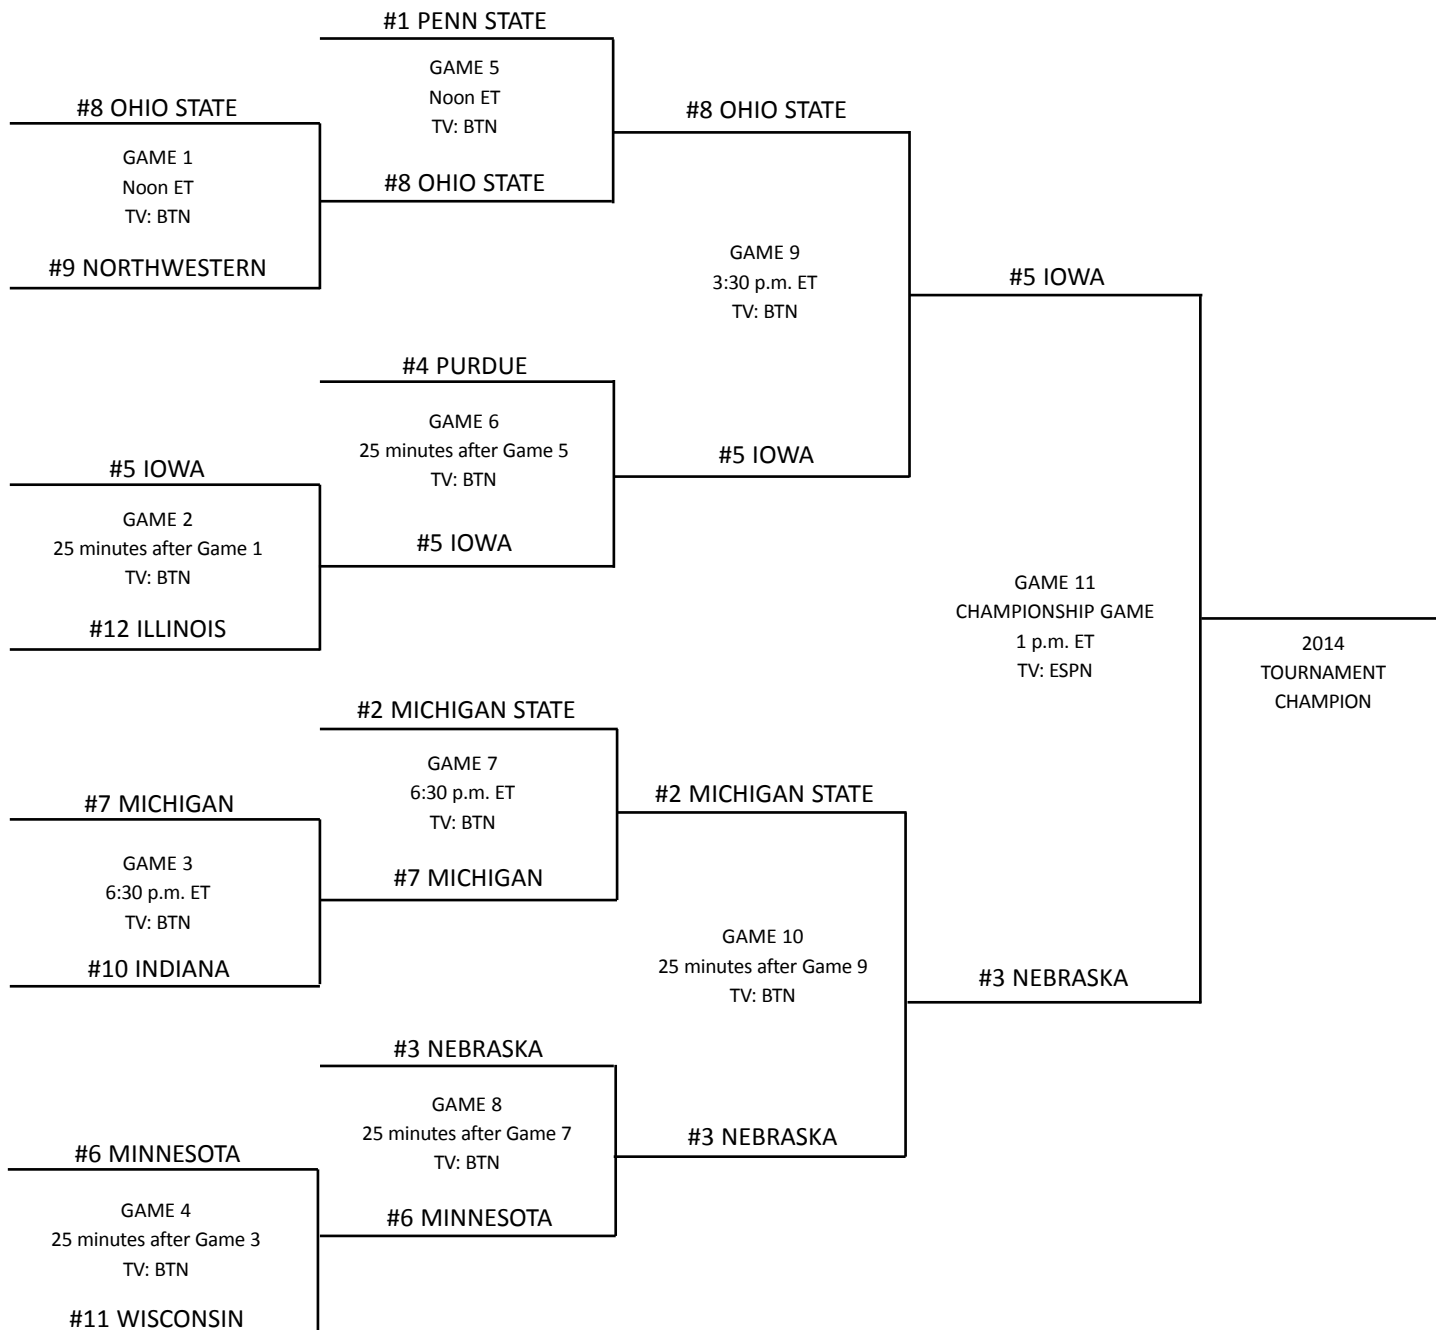 #1 PENN STATE
GAME 5
Noon ET
TV: BTN
#8 OHIO STATE
#8 OHIO STATE
GAME 1
Noon ET
TV: BTN
#9 NORTHWESTERN
#8 OHIO STATE
GAME 9
3:30 p.m. ET
TV: BTN
#5 IOWA
#4 PURDUE
GAME 6
25 minutes after Game 5
TV: BTN
#5 IOWA
#5 IOWA
GAME 2
25 minutes after Game 1
TV: BTN
#12 ILLINOIS
#5 IOWA
GAME 11
CHAMPIONSHIP GAME
1 p.m. ET
TV: ESPN
2014
TOURNAMENT
CHAMPION
#2 MICHIGAN STATE
GAME 7
6:30 p.m. ET
TV: BTN
#7 MICHIGAN
#7 MICHIGAN
GAME 3
6:30 p.m. ET
TV: BTN
#10 INDIANA
#2 MICHIGAN STATE
GAME 10
25 minutes after Game 9
TV: BTN
#3 NEBRASKA
#3 NEBRASKA
GAME 8
25 minutes after Game 7
TV: BTN
#6 MINNESOTA
#3 NEBRASKA
#6 MINNESOTA
GAME 4
25 minutes after Game 3
TV: BTN
#11 WISCONSIN